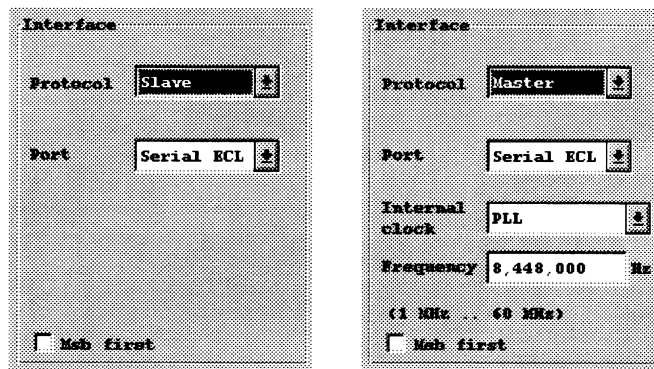 Interface
Protocol Slave
Port Serial ECL
Msb first
Interface
Protocol Master
Port Serial ECL
Internal clock PLL
Frequency 8,448,000 Hz
(1 MHz .. 60 MHz)
Msb first